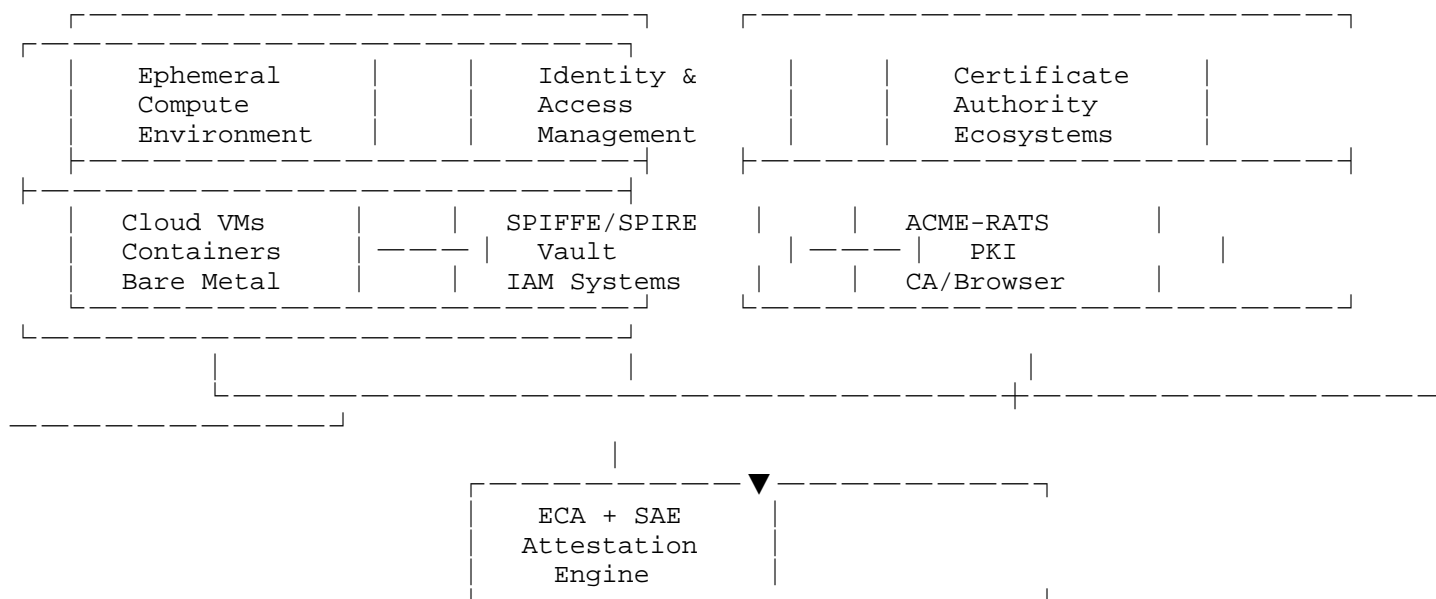 Ephemeral Identity & Certificate
Compute Access Authority
Environment Management Ecosystems
Cloud VMs SPIFFE/SPIRE ACME-RATS
Containers Vault PKI
Bare Metal IAM Systems CA/Browser
ECA + SAE
Attestation
Engine